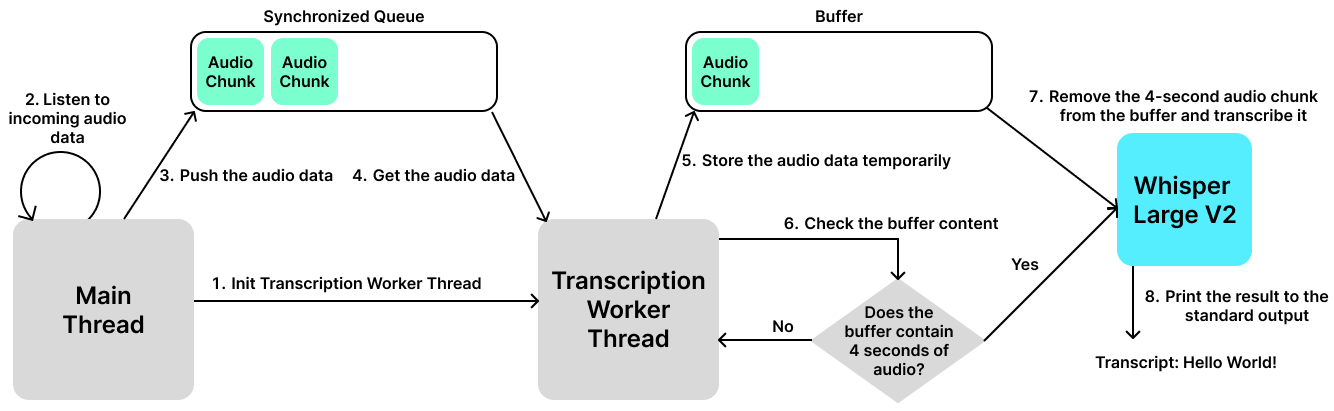 Synchronized Queue
Buffer
Audio
Chunk
Audio
Chunk
Audio
Chunk
2. Listen to
incoming audio
data
7. Remove the 4-second audio chunk
from the buffer and transcribe it
3. Push the audio data
4. Get the audio data
5. Store the audio data temporarily
Whisper
Large V2
6. Check the buffer content
Main
Thread
1. Init Transcription Worker Thread
Transcription
Worker
Thread
Yes
No
Does the
buffer contain
4 seconds of
audio?
8. Print the result to the
standard output
Transcript: Hello World!